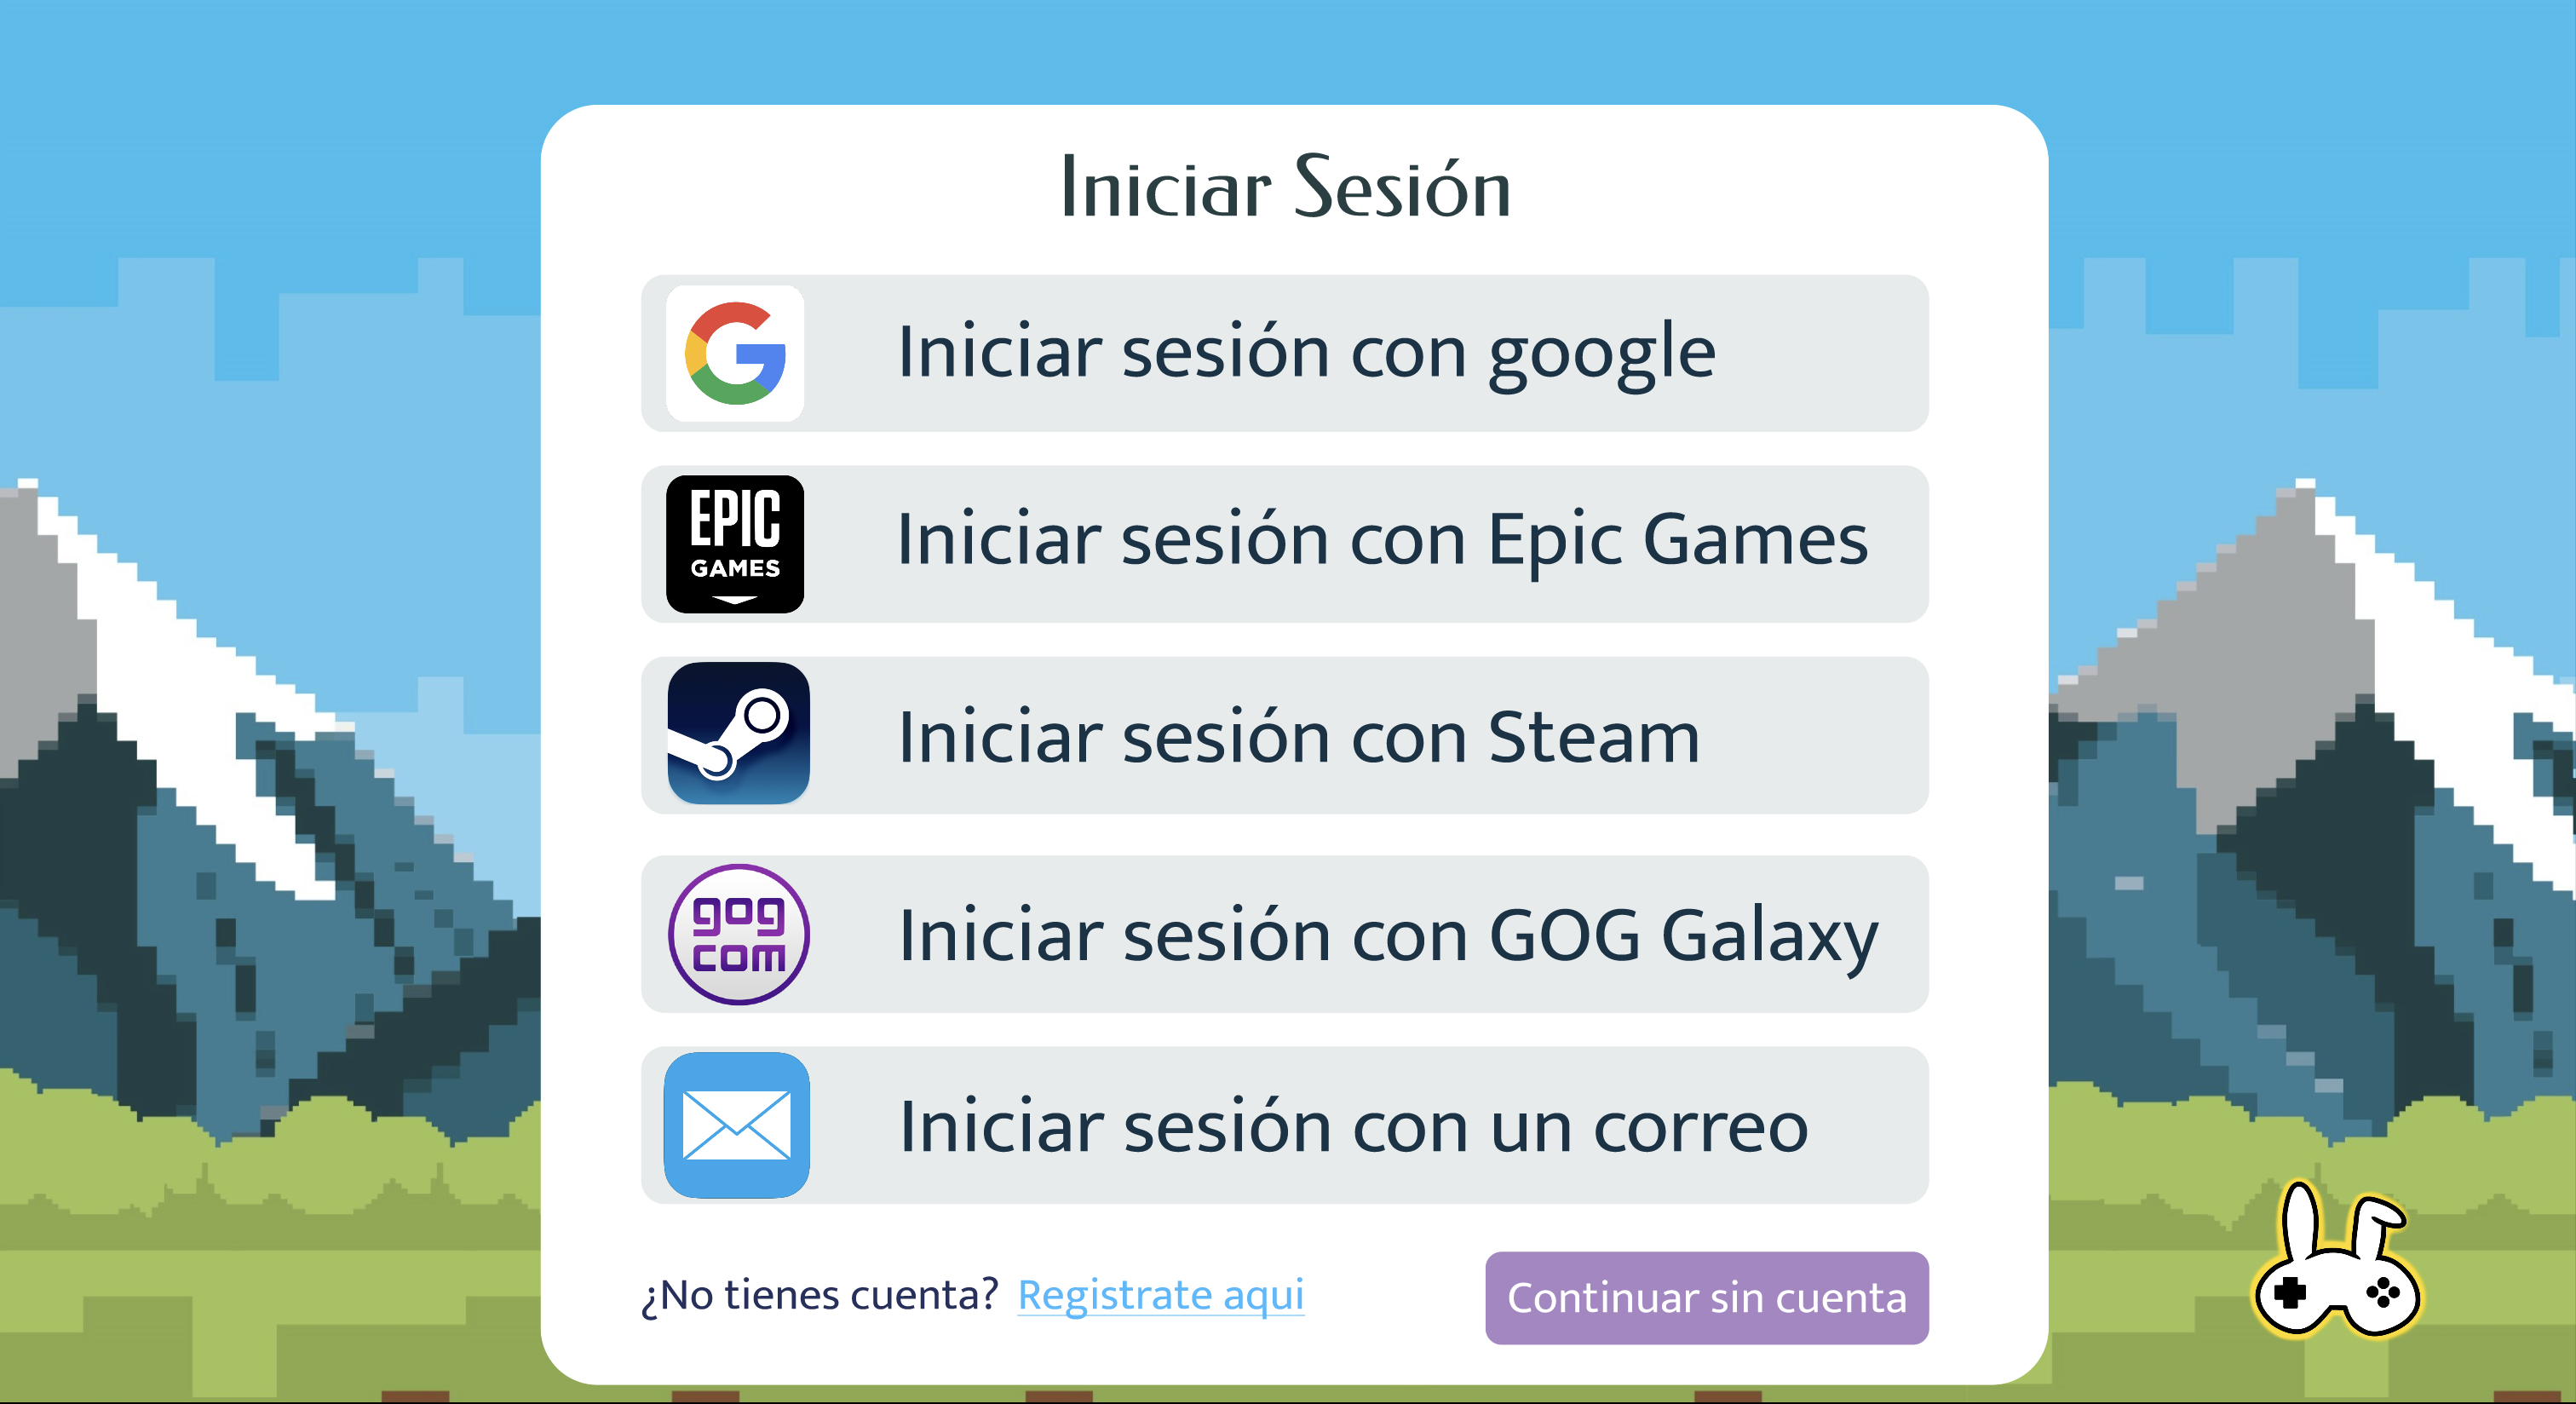 Iniciar Sesión
Iniciar sesión con google
EPIC
GAMES
Iniciar sesión con Epic Games
Iniciar sesión con Steam
gog
com
Iniciar sesión con GOG Galaxy
Iniciar sesión con un correo
¿No tienes cuenta? Registrate aqui
Continuar sin cuenta